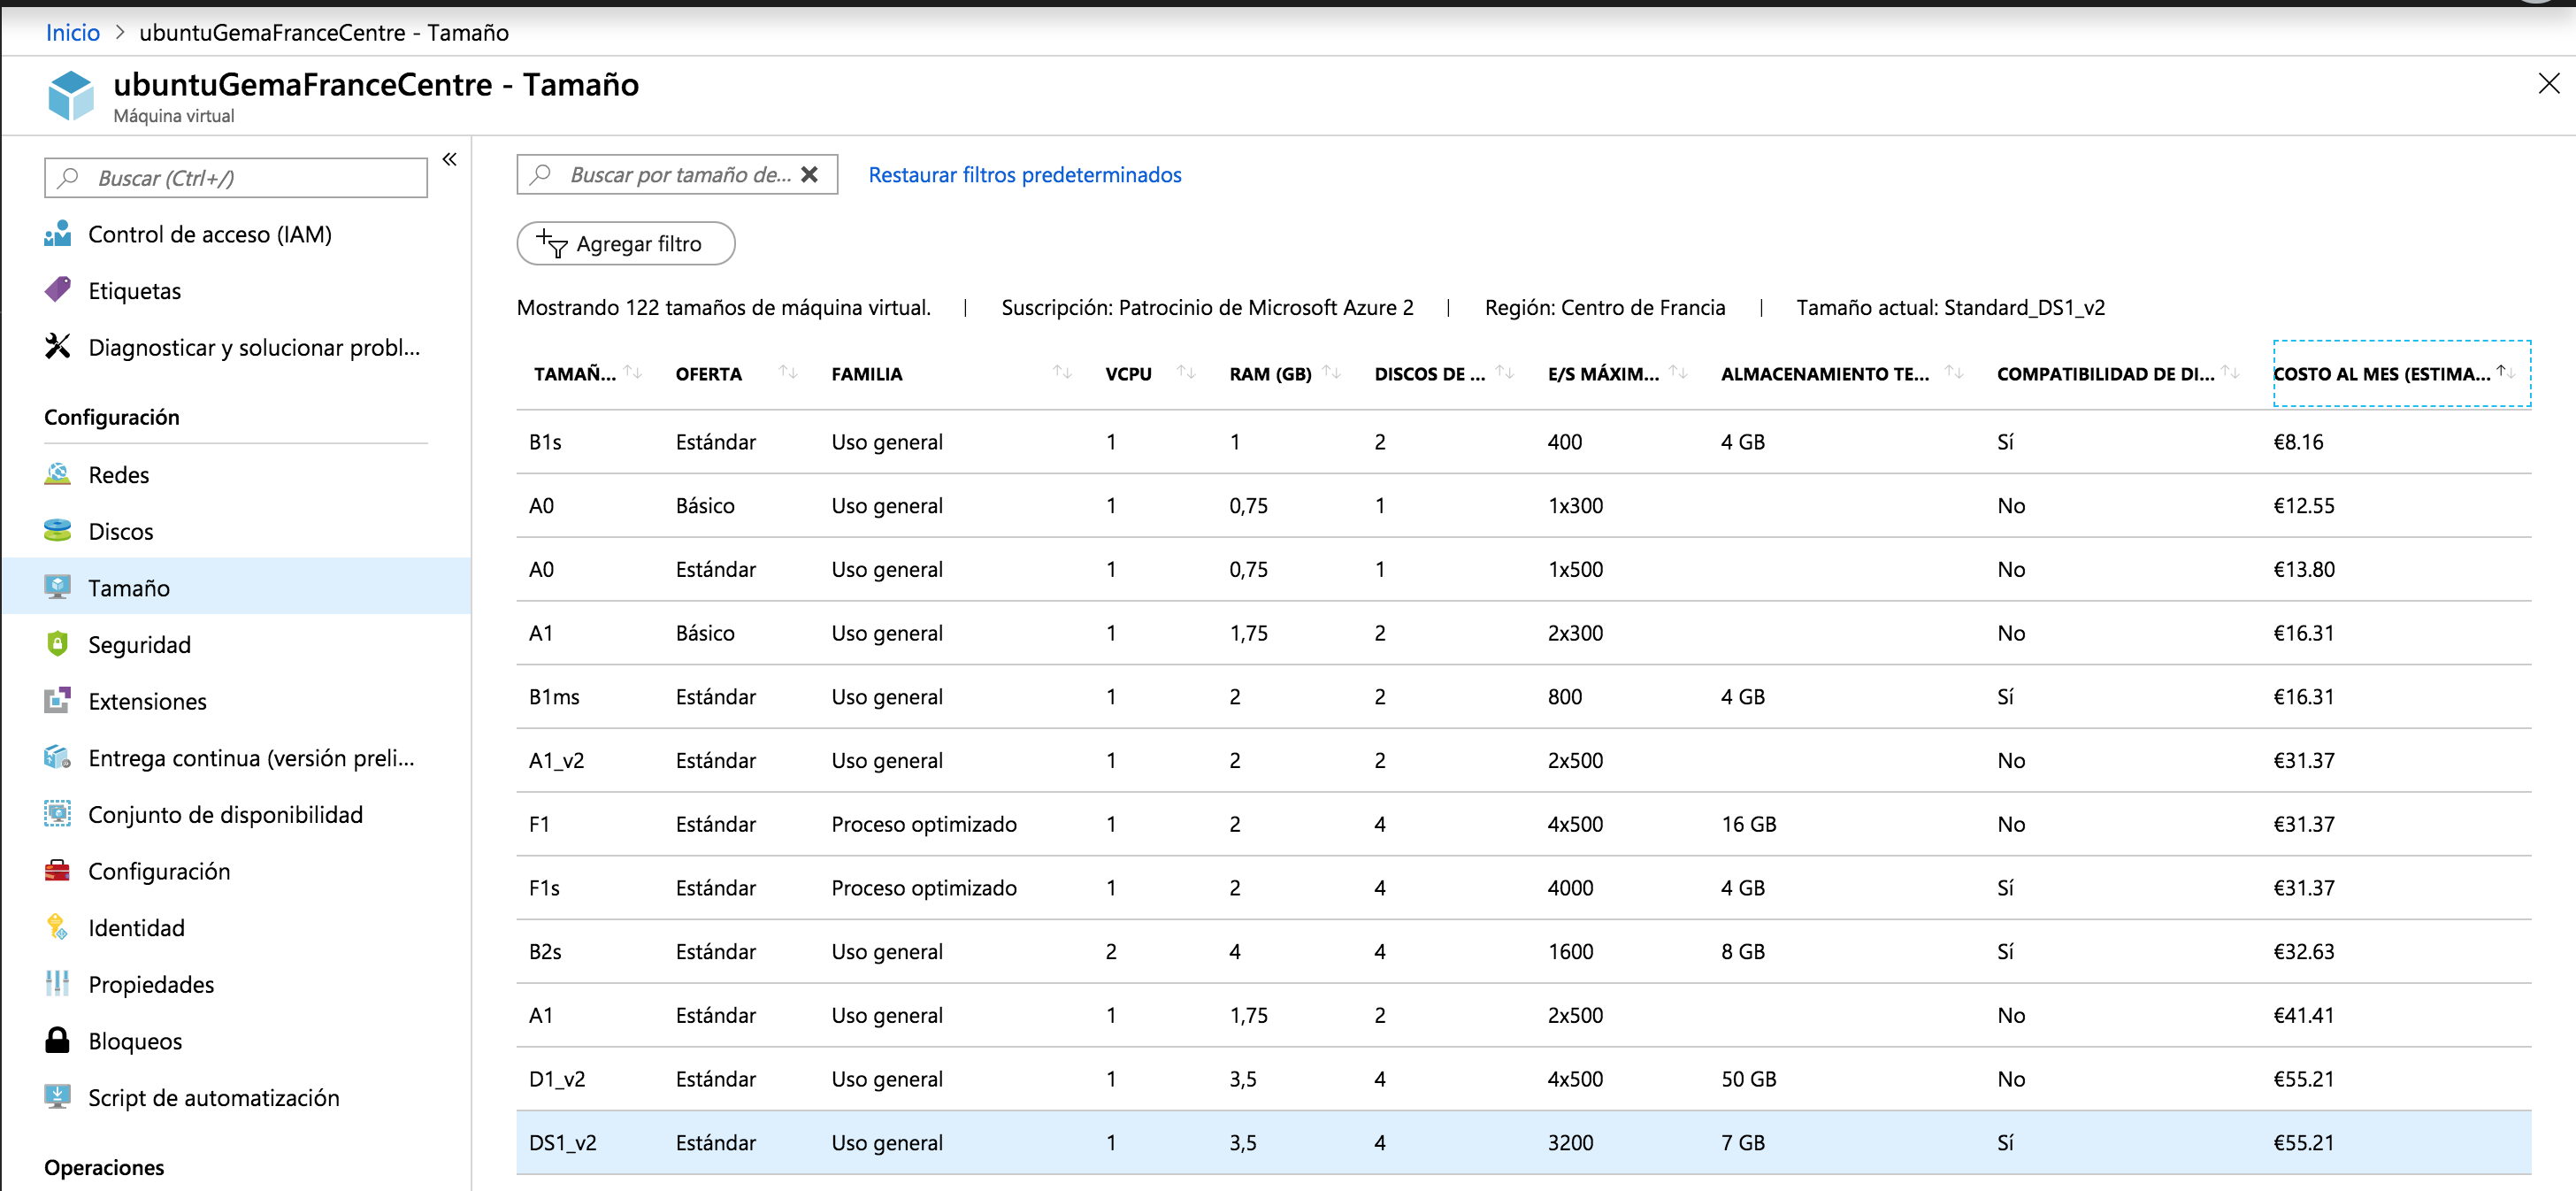 Inicio > ubuntuGemaFranceCentre - Tamaño
ubuntuGemaFranceCentre - Tamaño
Máquina virtual
Buscar (Ctrl+/)
«
Control de acceso (IAM)
Etiquetas
Diagnosticar y solucionar probl...
Configuración
Redes
Discos
Tamaño
Seguridad
Extensiones
Entrega continua (versión preli...
Conjunto de disponibilidad
Configuración
Identidad
Propiedades
Bloqueos
Script de automatización
Operaciones
Buscar por tamaño de... Restaurar filtros predeterminados
Agregar filtro
Mostrando 122 tamaños de máquina virtual. | Suscripción: Patrocinio de Microsoft Azure 2 | Región: Centro de Francia | Tamaño actual: Standard_DS1_v2
TAMAÑ... OFERTA FAMILIA VCPU RAM (GB) DISCOS DE ... E/S MÁXIM... ALMACENAMIENTO TE... COMPATIBILIDAD DE DI... COSTO AL MES (ESTIMA...
B1s Estándar Uso general 1 1 2 400 4 GB Sí €8.16
A0 Básico Uso general 1 0,75 1 1x300 No €12.55
A0 Estándar Uso general 1 0,75 1 1x500 No €13.80
A1 Básico Uso general 1 1,75 2 2x300 No €16.31
B1ms Estándar Uso general 1 2 2 800 4 GB Sí €16.31
A1_v2 Estándar Uso general 1 2 2 2x500 No €31.37
F1 Estándar Proceso optimizado 1 2 4 4x500 16 GB No €31.37
F1s Estándar Proceso optimizado 1 2 4 4000 4 GB Sí €31.37
B2s Estándar Uso general 2 4 4 1600 8 GB Sí €32.63
A1 Estándar Uso general 1 1,75 2 2x500 No €41.41
D1_v2 Estándar Uso general 1 3,5 4 4x500 50 GB No €55.21
DS1_v2 Estándar Uso general 1 3,5 4 3200 7 GB Sí €55.21